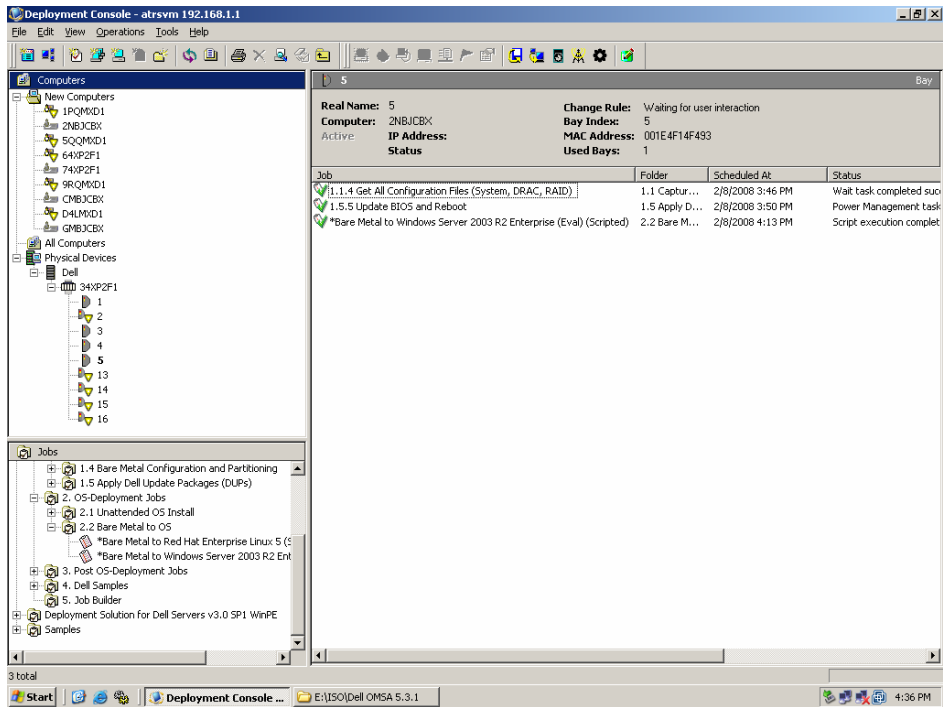 Deployment Console - atrsvm 192.168.1.1
File Edit View Operations Tools Help
Computers
New Computers
1PQMXD1
2NBJCBX
5QQMXD1
64XP2F1
74XP2F1
9RQMXD1
CMBJCBX
D4LMXD1
GMBJCBX
All Computers
Physical Devices
Dell
34XP2F1
1
2
3
4
5
13
14
15
16
Jobs
1.4 Bare Metal Configuration and Partitioning
1.5 Apply Dell Update Packages (DUPs)
2. OS-Deployment Jobs
2.1 Unattended OS Install
2.2 Bare Metal to OS
*Bare Metal to Red Hat Enterprise Linux 5 (S
*Bare Metal to Windows Server 2003 R2 Ent
3. Post OS-Deployment Jobs
4. Dell Samples
5. Job Builder
Deployment Solution for Dell Servers v3.0 SP1 WinPE
Samples
5 Bay
Real Name: 5 Change Rule: Waiting for user interaction
Computer: 2NBJCBX Bay Index: 5
Active IP Address: MAC Address: 001E4F14F493
Status Used Bays: 1
Job Folder Scheduled At Status
1.1.4 Get All Configuration Files (System, DRAC, RAID) 1.1 Captur... 2/8/2008 3:46 PM Wait task completed suc
1.5.5 Update BIOS and Reboot 1.5 Apply D... 2/8/2008 3:50 PM Power Management task
*Bare Metal to Windows Server 2003 R2 Enterprise (Eval) (Scripted) 2.2 Bare M... 2/8/2008 4:13 PM Script execution complet
3 total
Start Deployment Console ... E:\ISO\Dell OMSA 5.3.1 4:36 PM